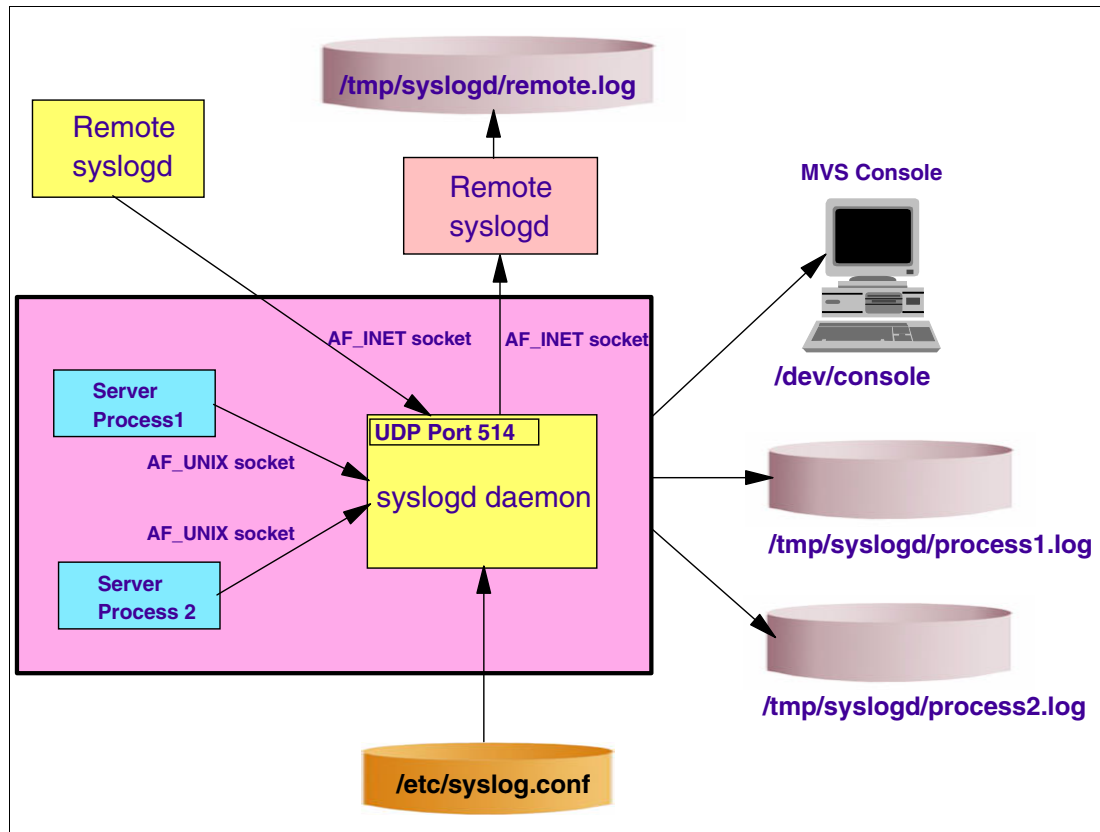 /tmp/syslogd/remote.log
Remote
syslogd
Remote
syslogd
MVS Console
/dev/console
AF_INET socket
AF_INET socket
Server
Process1
AF_UNIX socket
UDP Port 514
syslogd daemon
AF_UNIX socket
Server
Process 2
/tmp/syslogd/process1.log
/tmp/syslogd/process2.log
/etc/syslog.conf